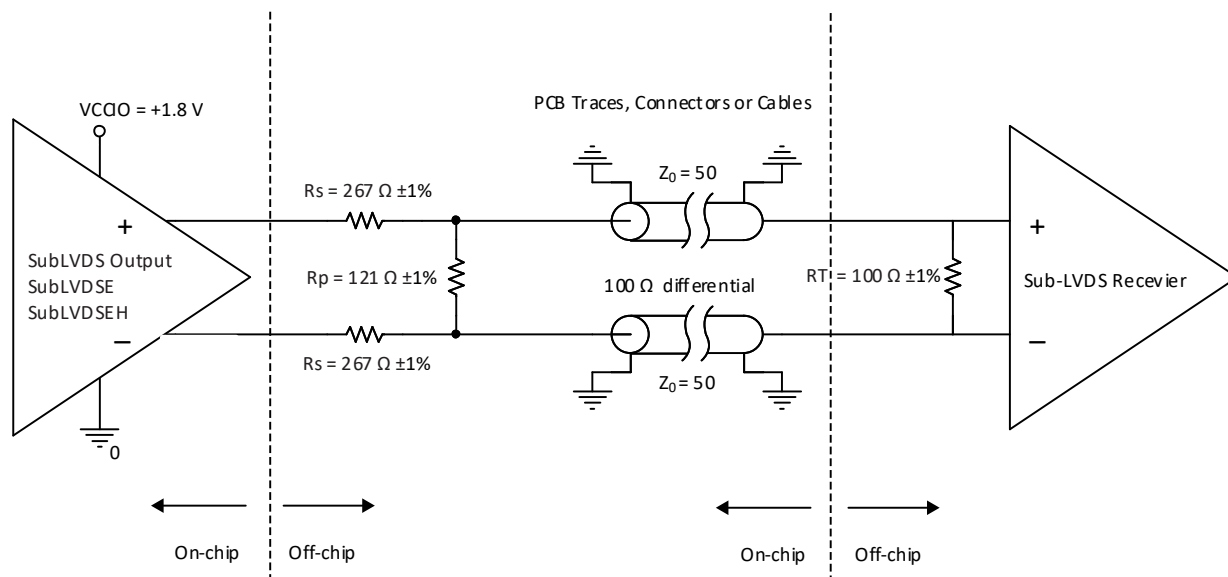 VCCIO = +1.8 V
PCB Traces, Connectors or Cables
Z0 = 50
Rs = 267 Ω ±1%
+
+
SubLVDS Output
SubLVDSE
SubLVDSEH
Rp = 121 Ω ±1%
100 Ω differential
RT = 100 Ω ±1%
Sub-LVDS Recevier
−
−
Rs = 267 Ω ±1%
Z0 = 50
0
On-chip
Off-chip
On-chip
Off-chip